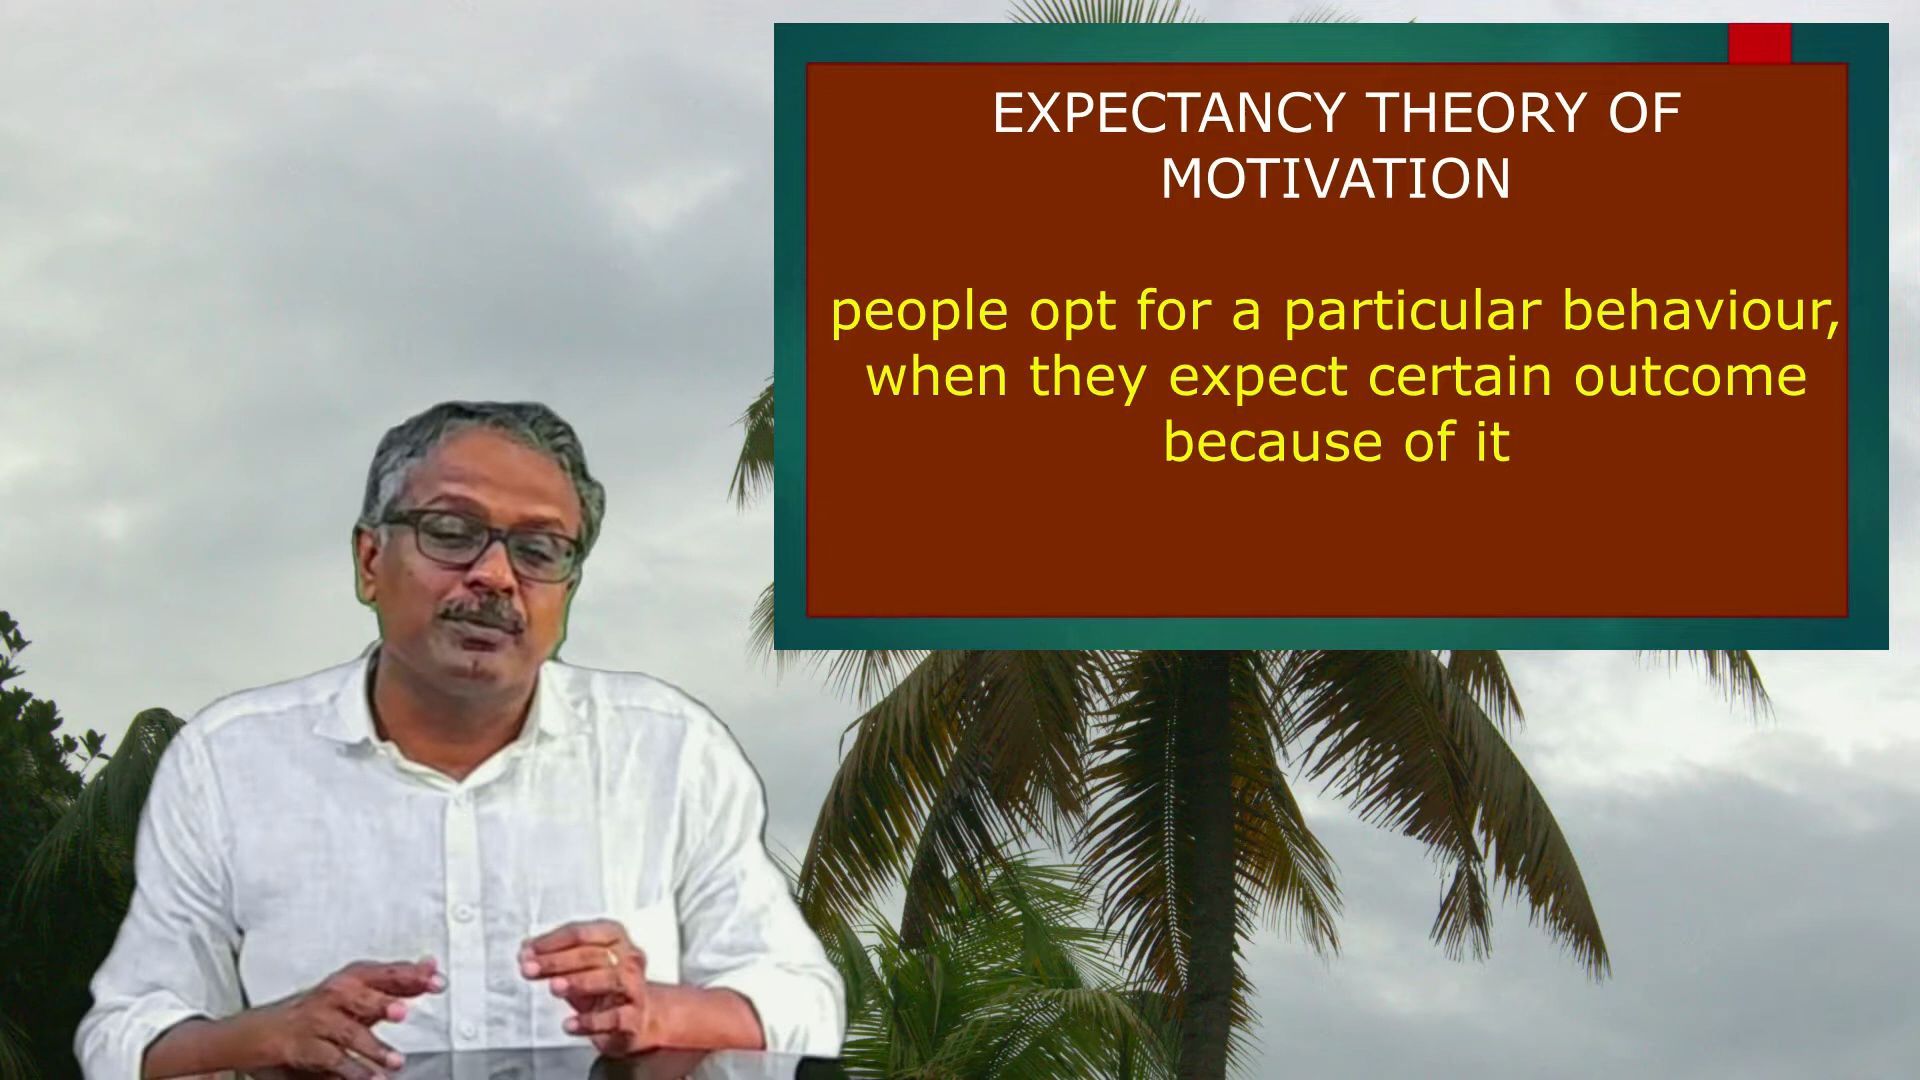 EXPECTANCY THEORY OF
MOTIVATION
people opt for a particular behaviour,
when they expect certain outcome
because of it